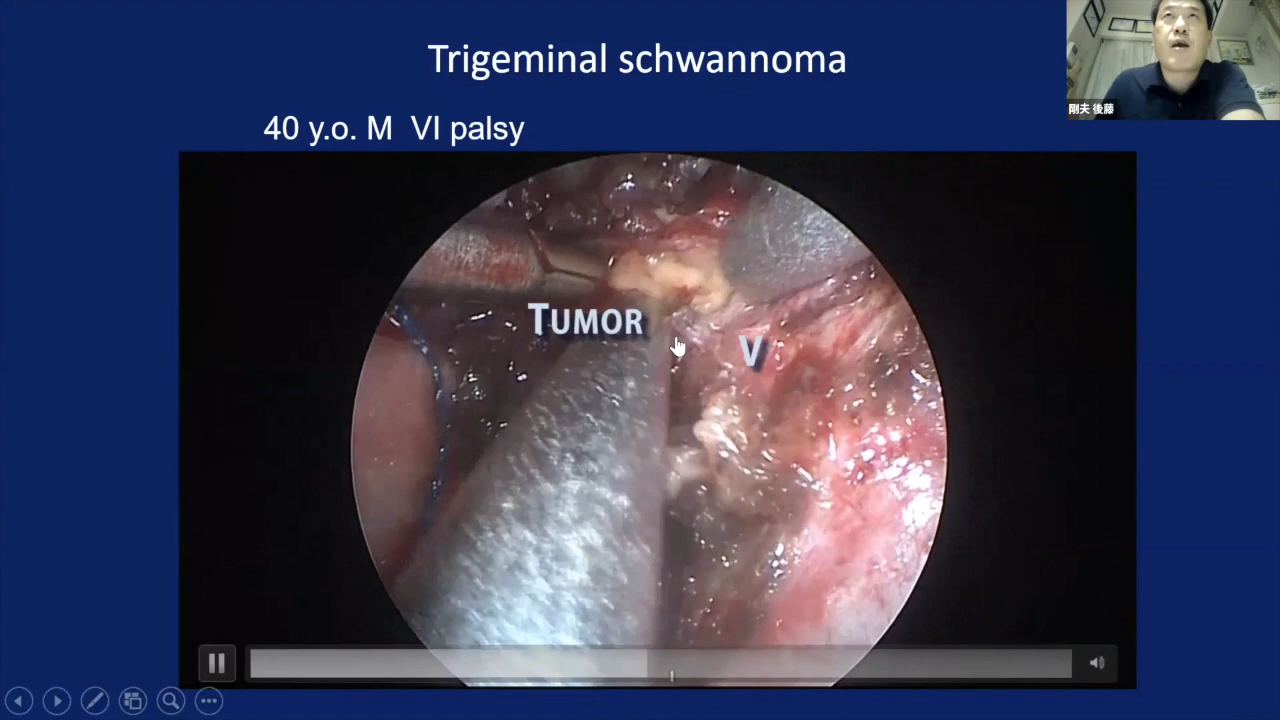 Trigeminal schwannoma
剛夫 後藤
40 y.o. M VI palsy
TUMOR
V